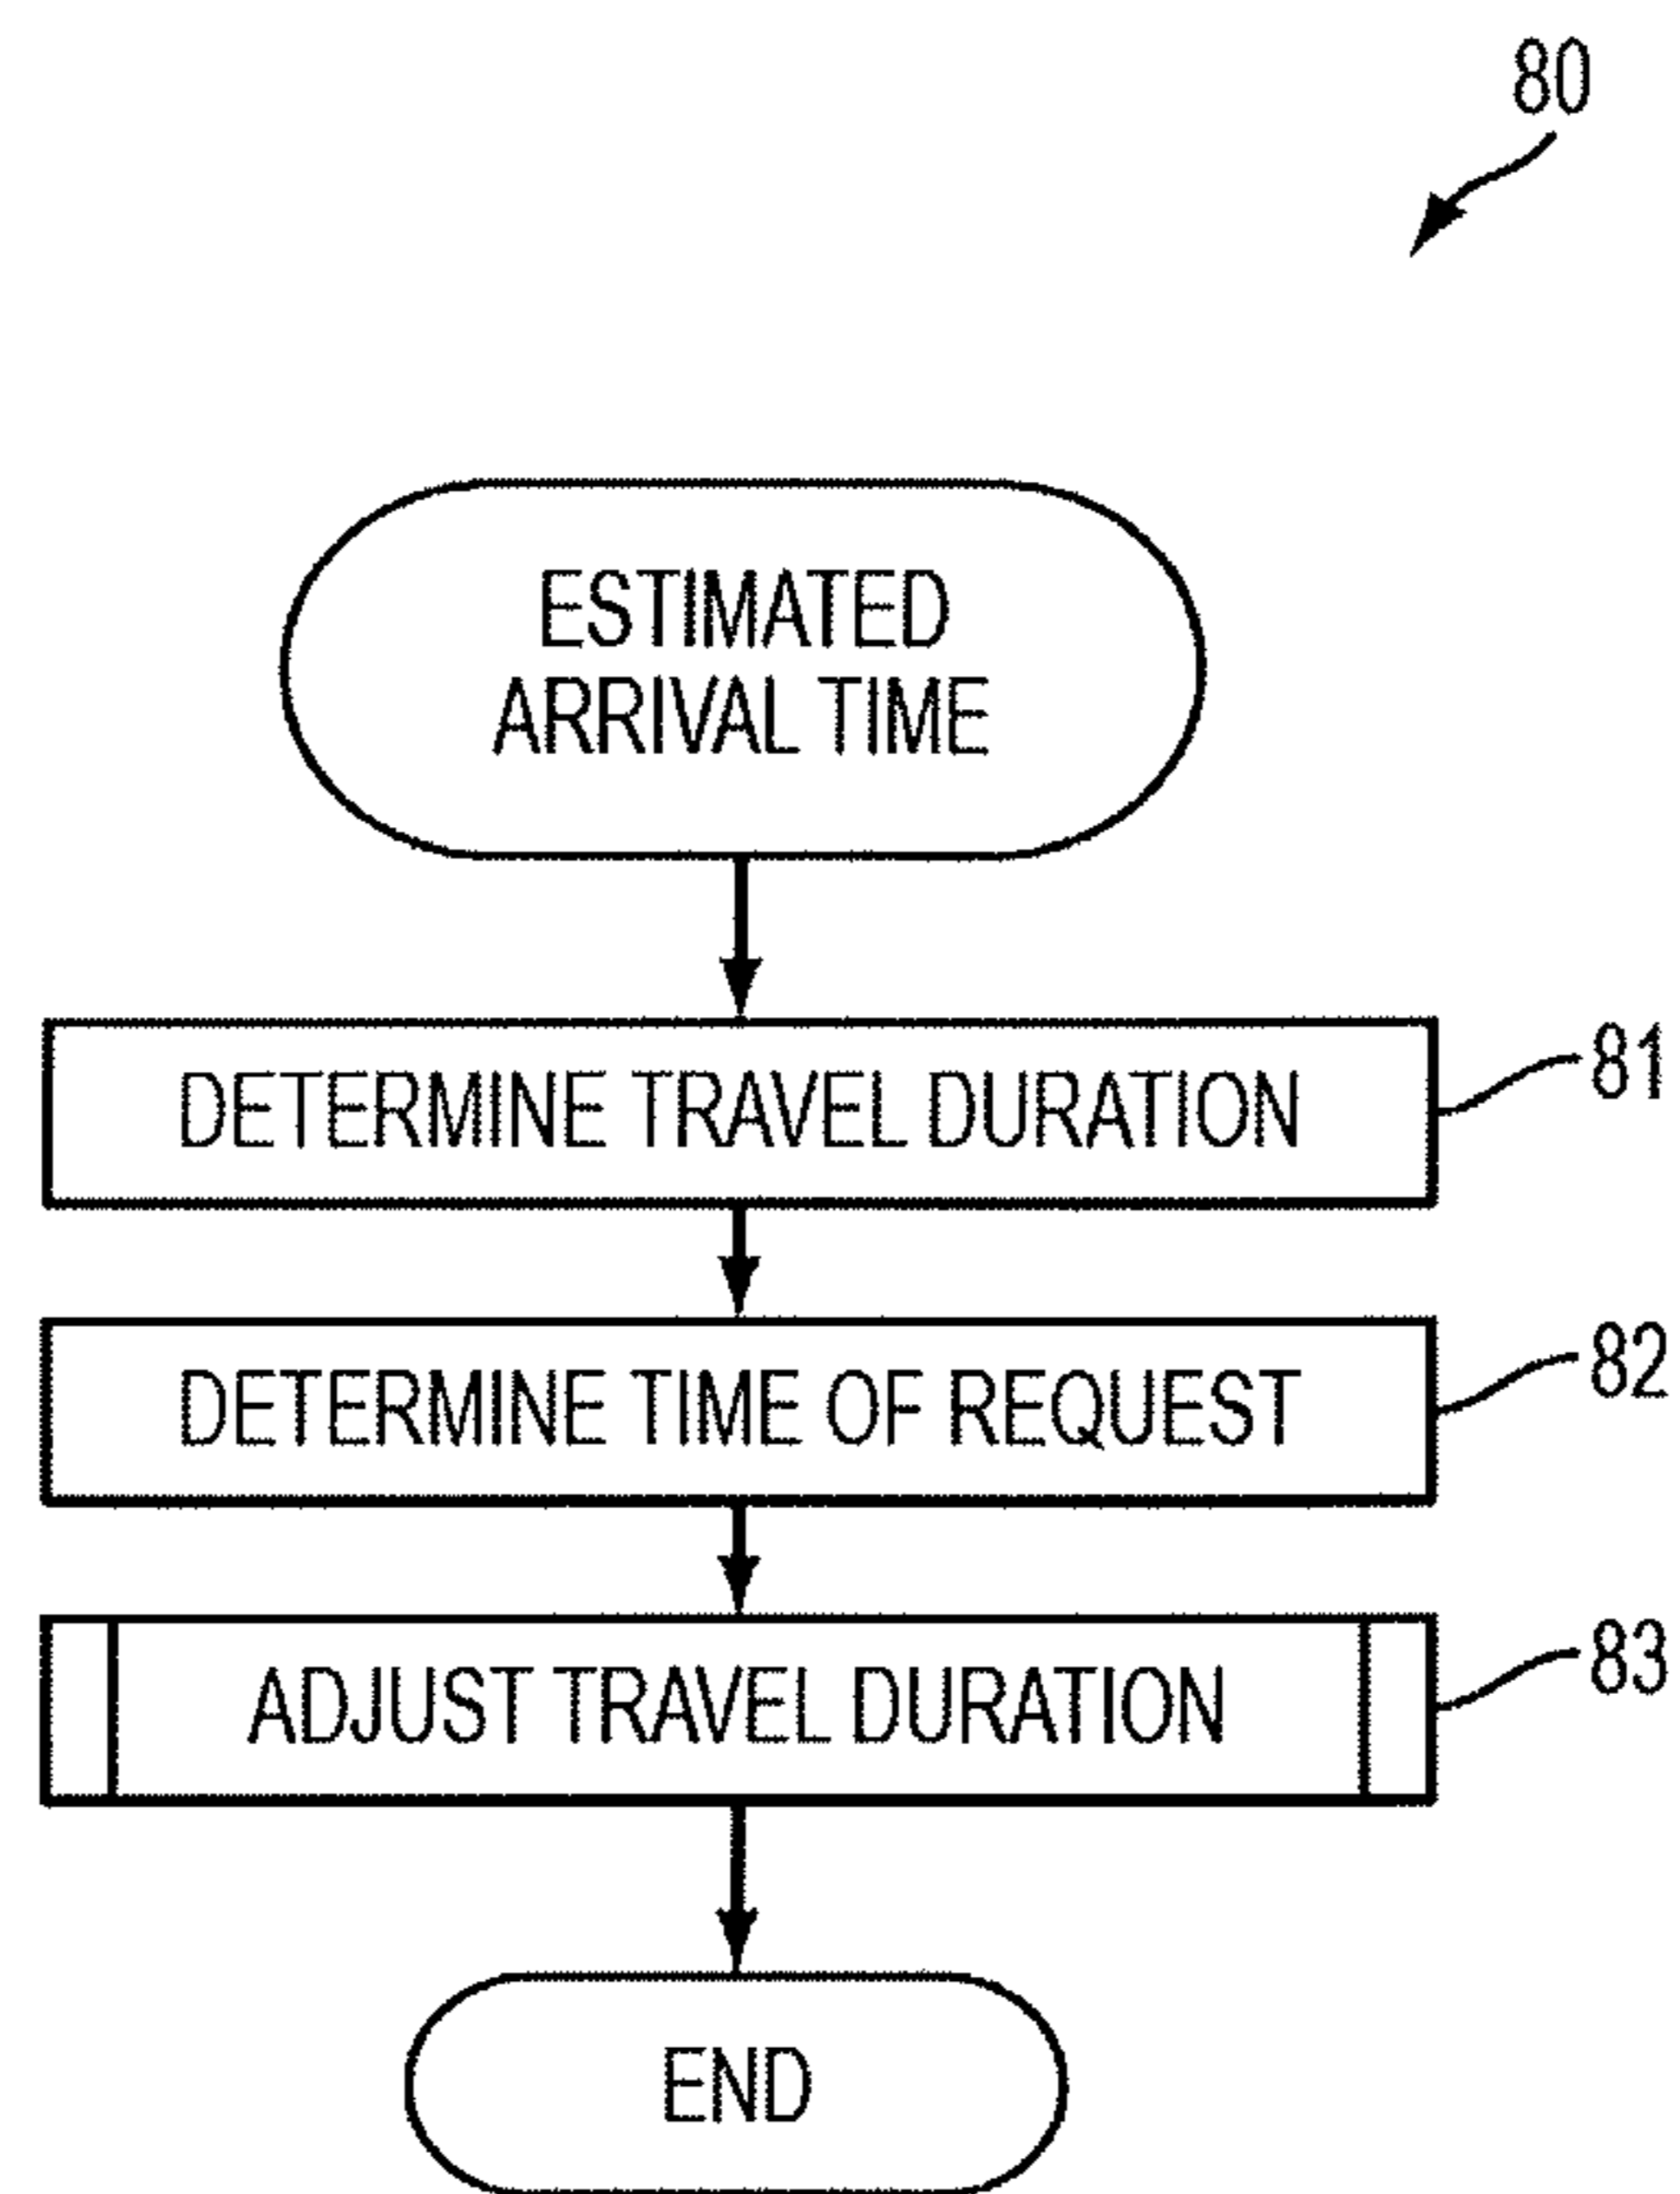 80
ESTIMATED
ARRIVAL TIME
DETERMINE TRAVEL DURATION
81
DETERMINE TIME OF REQUEST
82
ADJUST TRAVEL DURATION
83
END